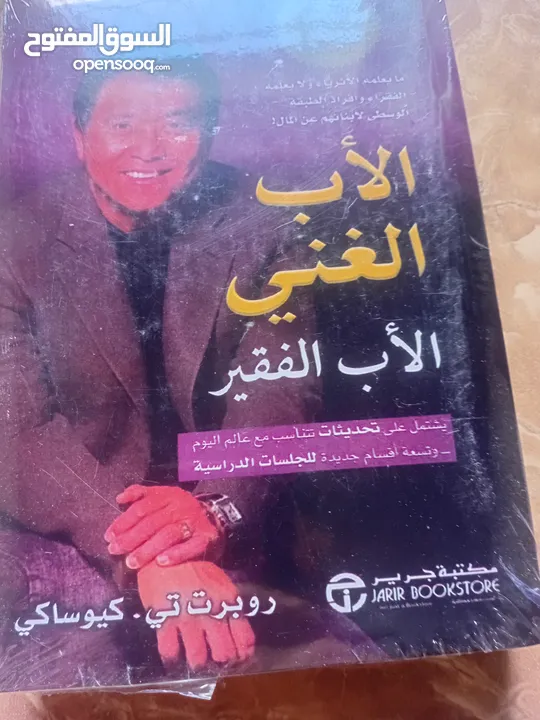 السوق المفتوح
opensooq.com
ما يعلمه الأثرياء ولا يعلمه
الفقراء وأفراد الطبقة
الوسطى لأبنائهم عن المال!
الأب
الغني
الأب الفقير
يشتمل على تحديثات تتناسب مع عالم اليوم
- وتسعة أقسام جديدة للجلسات الدراسية
مكتبة جرير
JARIR BOOKSTORE
روبرت تي. كيوساكي